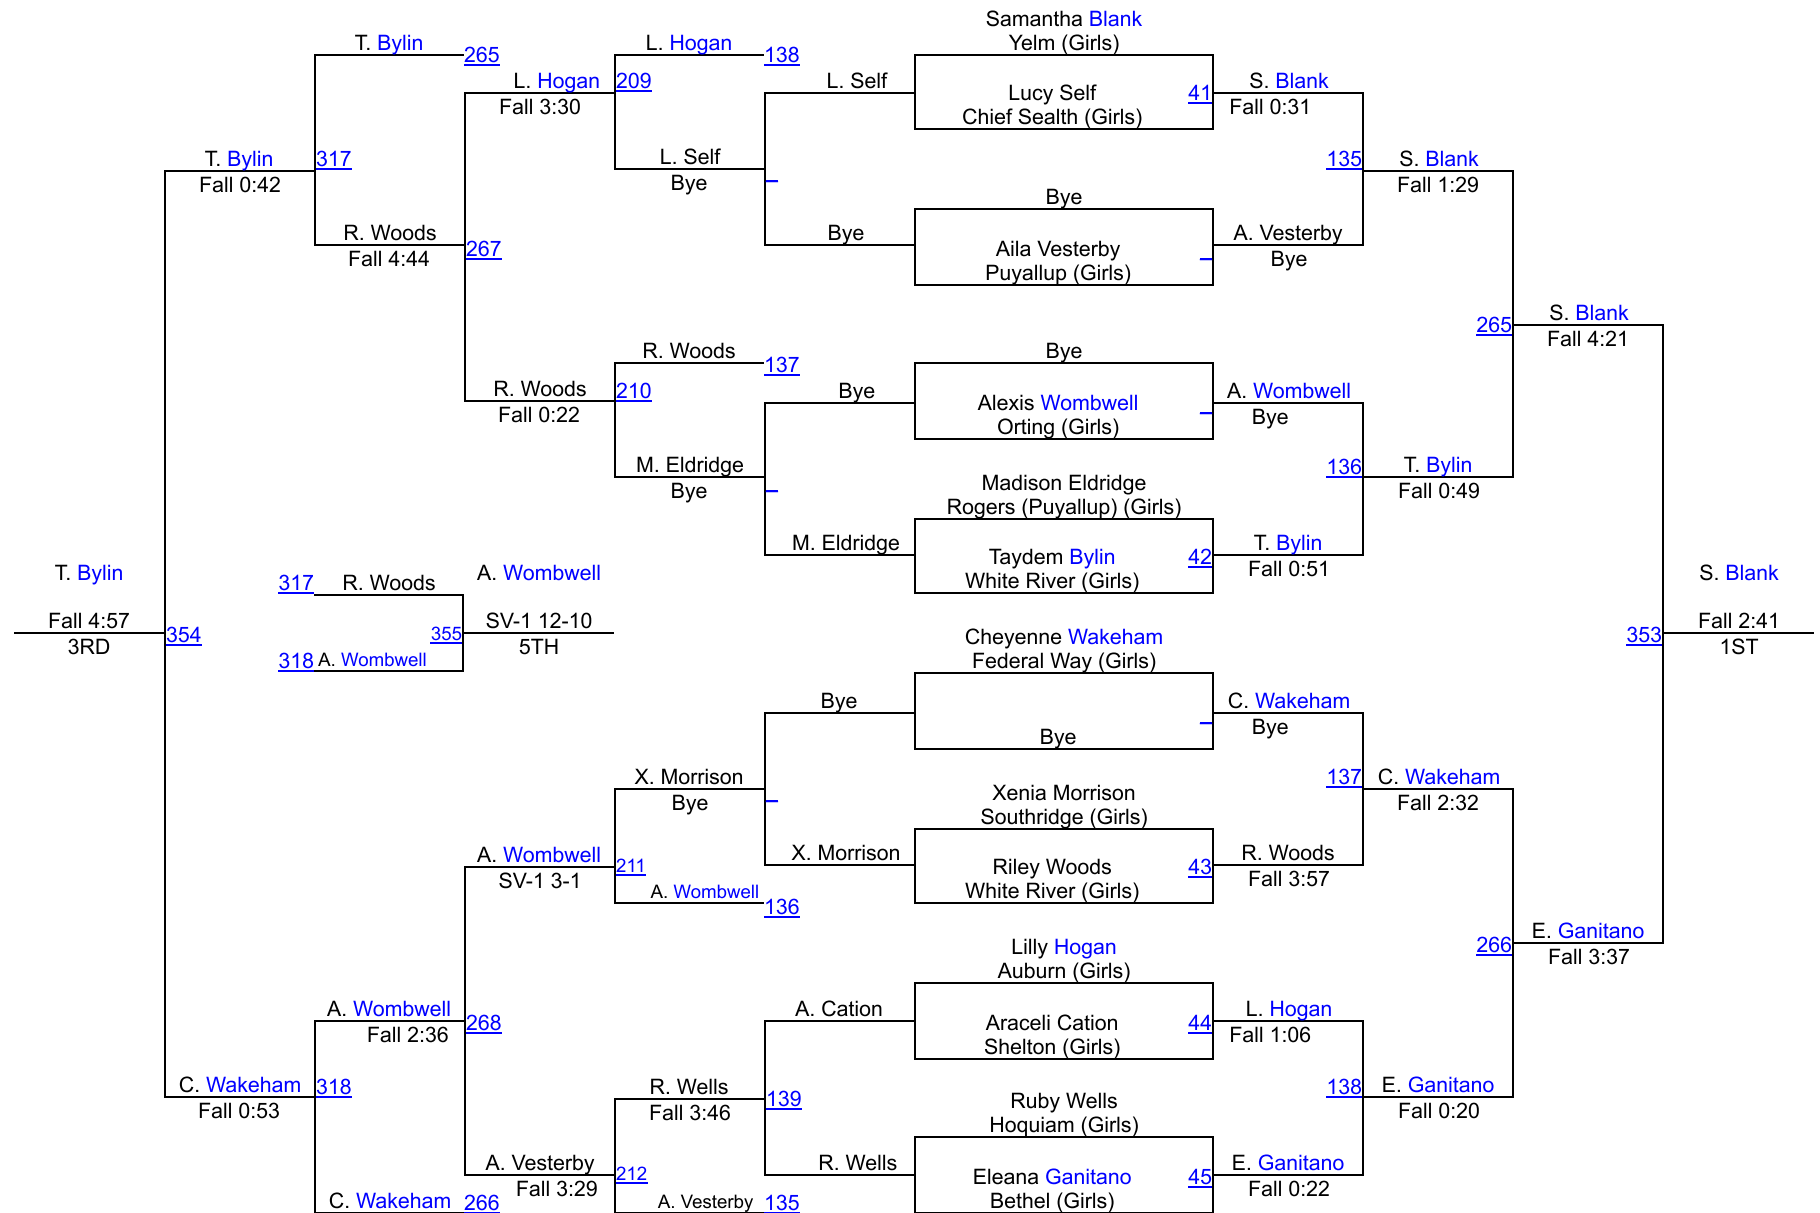 Samantha Blank
Yelm (Girls)
T. Bylin
265
L. Hogan
138
L. Hogan
209
Fall 3:30
L. Self
Lucy Self
Chief Sealth (Girls)
41
S. Blank
Fall 0:31
T. Bylin
317
Fall 0:42
L. Self
Bye
135
S. Blank
Fall 1:29
Bye
R. Woods
Fall 4:44
267
Bye
Aila Vesterby
Puyallup (Girls)
A. Vesterby
Bye
265
S. Blank
Fall 4:21
R. Woods
137
Bye
R. Woods
Fall 0:22
210
Bye
Alexis Wombwell
Orting (Girls)
A. Wombwell
Bye
M. Eldridge
Bye
136
T. Bylin
Fall 0:49
Madison Eldridge
Rogers (Puyallup) (Girls)
M. Eldridge
Taydem Bylin
White River (Girls)
42
T. Bylin
Fall 0:51
T. Bylin
Fall 4:57
3RD
354
317
R. Woods
318
A. Wombwell
355
A. Wombwell
SV-1 12-10
5TH
S. Blank
353
Fall 2:41
1ST
Cheyenne Wakeham
Federal Way (Girls)
Bye
Bye
C. Wakeham
Bye
X. Morrison
Bye
137
C. Wakeham
Fall 2:32
Xenia Morrison
Southridge (Girls)
A. Wombwell
SV-1 3-1
211
X. Morrison
Riley Woods
White River (Girls)
43
R. Woods
Fall 3:57
A. Wombwell
136
266
E. Ganitano
Fall 3:37
Lilly Hogan
Auburn (Girls)
A. Wombwell
Fall 2:36
268
A. Cation
Araceli Cation
Shelton (Girls)
44
L. Hogan
Fall 1:06
C. Wakeham
Fall 0:53
318
R. Wells
Fall 3:46
139
138
E. Ganitano
Fall 0:20
Ruby Wells
Hoquiam (Girls)
A. Vesterby
Fall 3:29
212
R. Wells
Eleana Ganitano
Bethel (Girls)
45
E. Ganitano
Fall 0:22
C. Wakeham
266
A. Vesterby
135